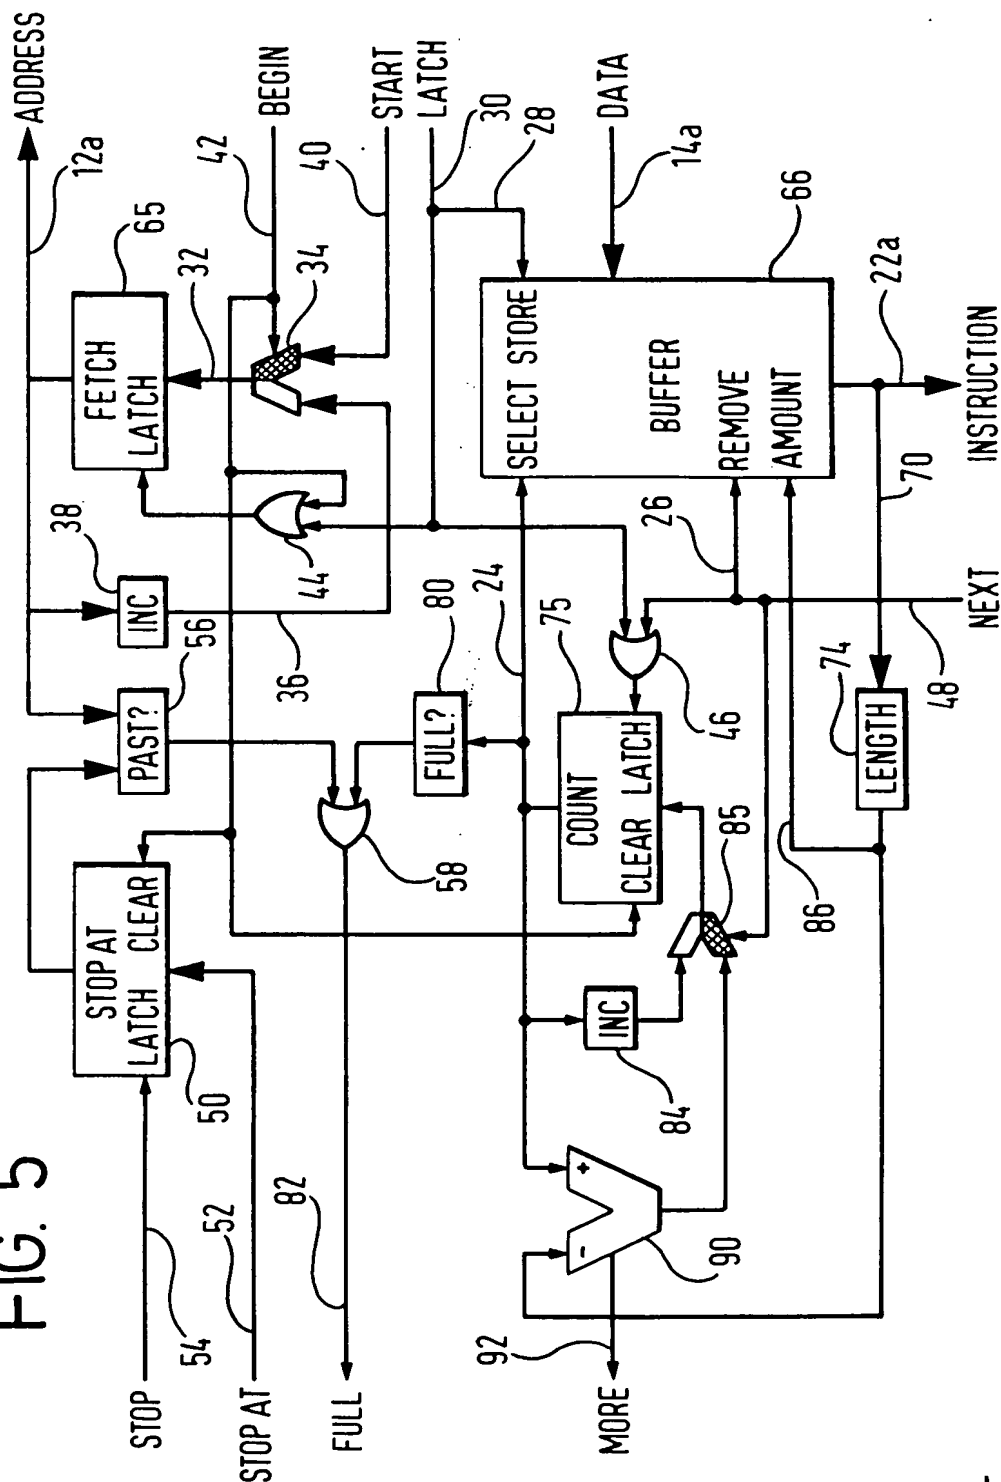 FIG. 5
ADDRESS
12a
STOP AT
LATCH CLEAR
PAST?
INC
38
FETCH
LATCH
65
STOP
54
50
56
32
42
STOP AT
52
BEGIN
82
36
44
34
40
FULL
58
START
FULL?
80
LATCH
92
24
30
SELECT STORE
28
MORE
INC
COUNT
75
DATA
CLEAR LATCH
BUFFER
26
14a
84
90
85
46
REMOVE
AMOUNT
66
86
74
LENGTH
70
22a
48
NEXT
INSTRUCTION
+
-